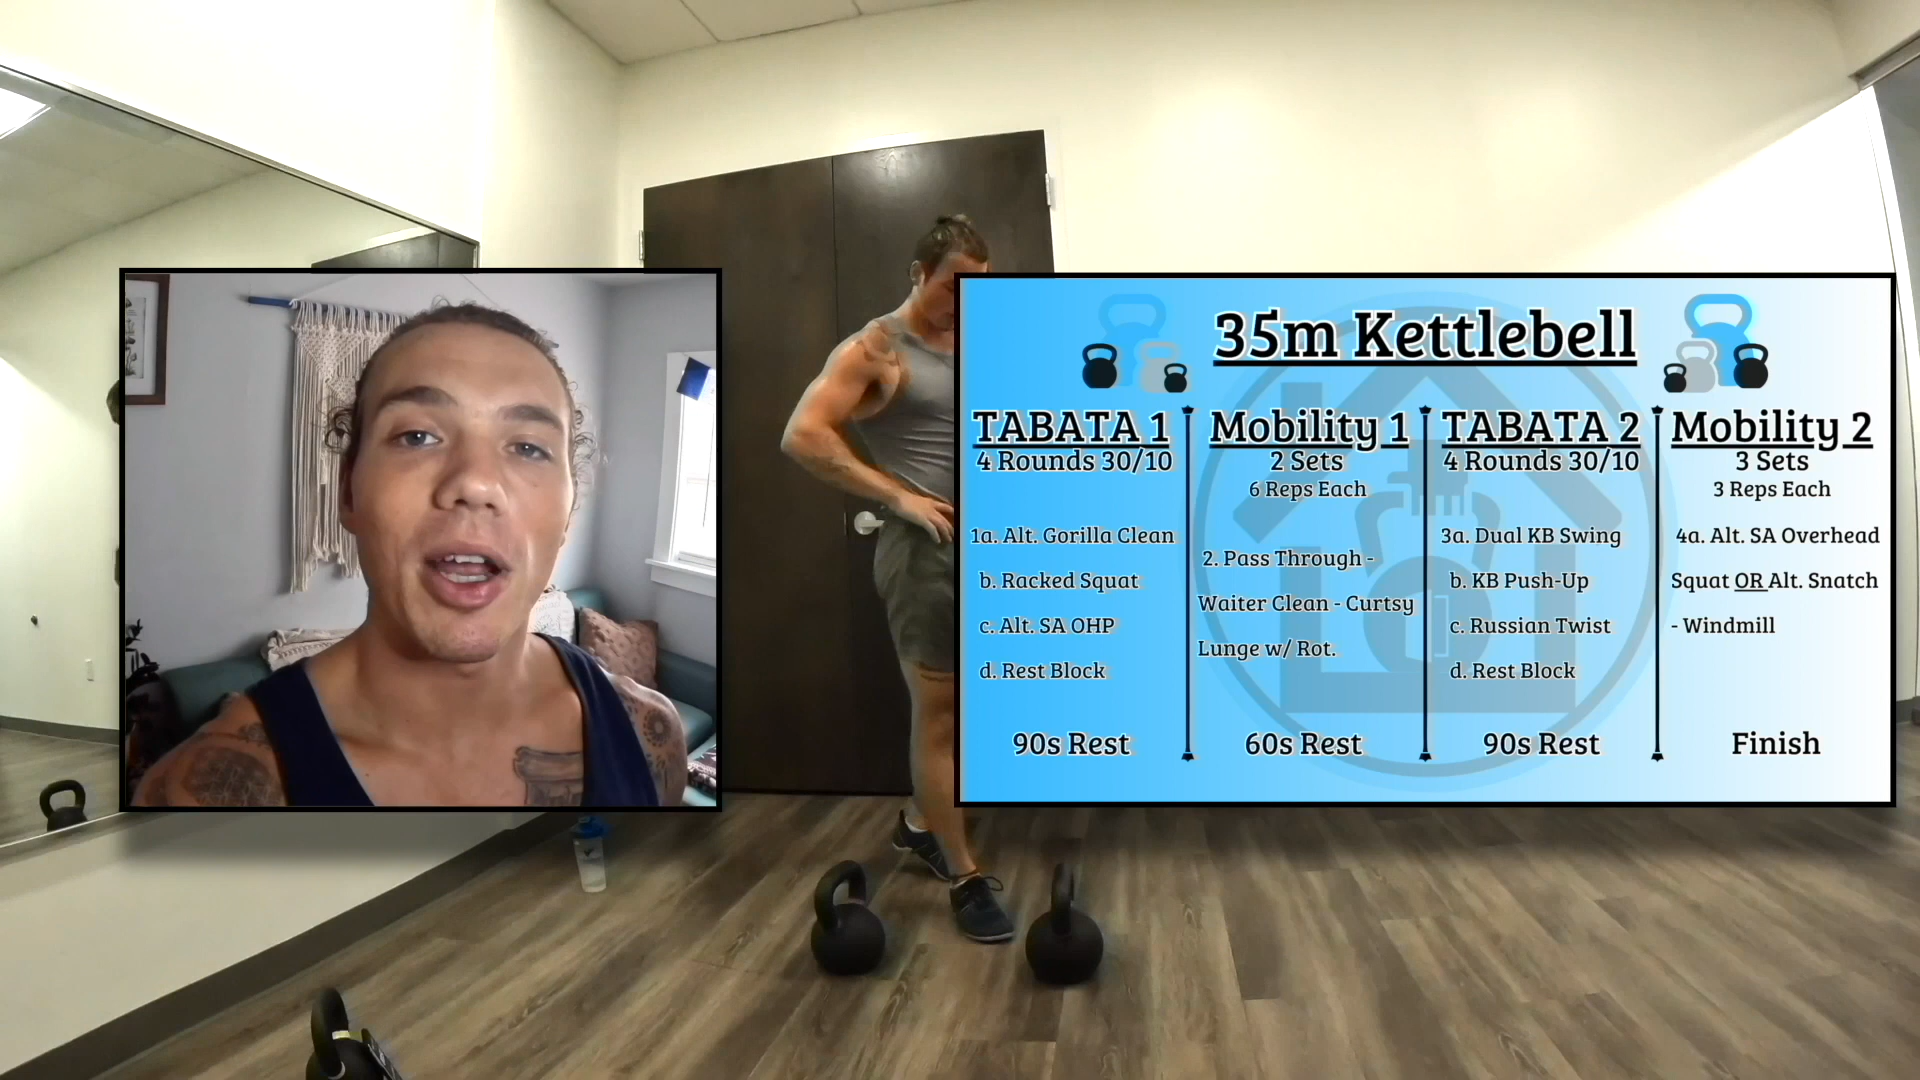 35m Kettlebell
TABATA 1
4 Rounds 30/10
1a. Alt. Gorilla Clean
b. Racked Squat
c. Alt. SA OHP
d. Rest Block
90s Rest
Mobility 1
2 Sets
6 Reps Each
2. Pass Through -
Waiter Clean - Curtsy
Lunge w/ Rot.
60s Rest
TABATA 2
4 Rounds 30/10
3a. Dual KB Swing
b. KB Push-Up
c. Russian Twist
d. Rest Block
90s Rest
Mobility 2
3 Sets
3 Reps Each
4a. Alt. SA Overhead
Squat OR Alt. Snatch
- Windmill
Finish